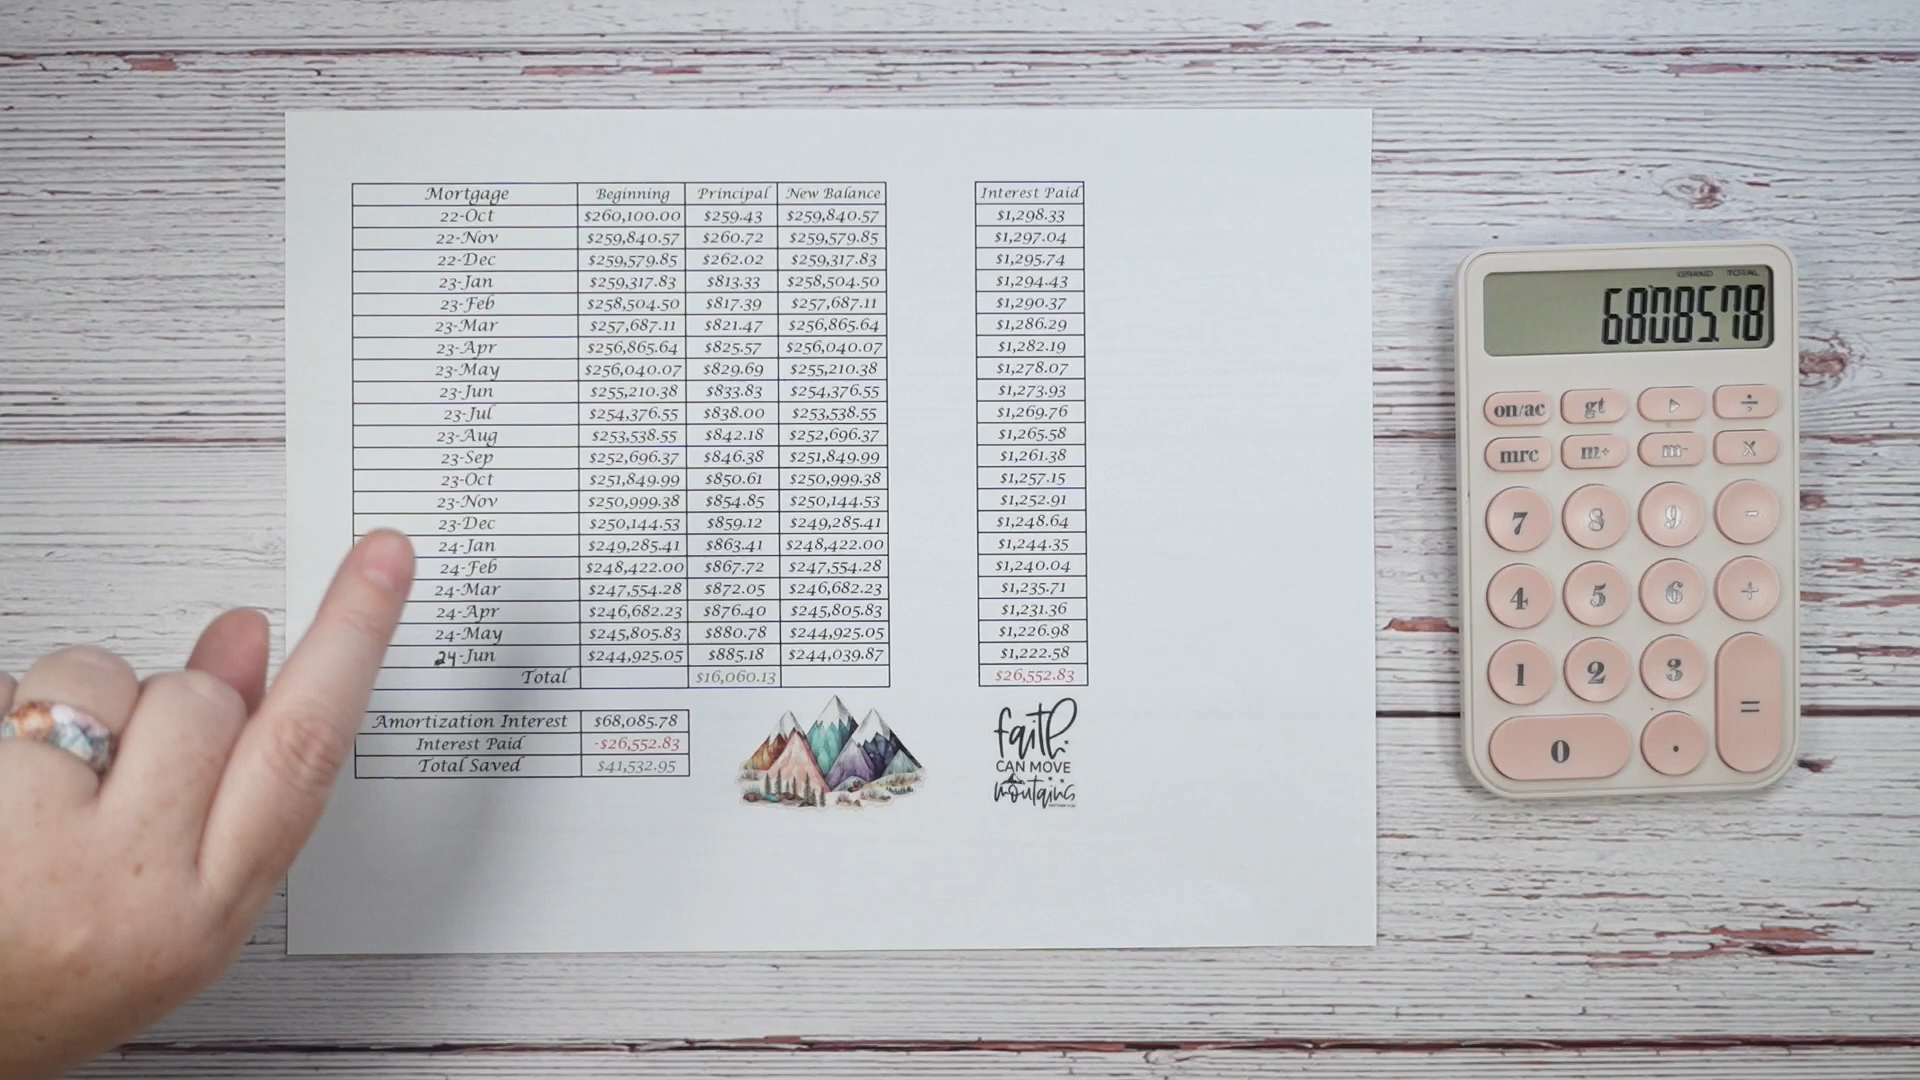 Mortgage Beginning Principal New Balance Interest Paid
22-Oct $260,100.00 $259.43 $259,840.57 $1,298.33
22-Nov $259,840.57 $260.72 $259,579.85 $1,297.04
22-Dec $259,579.85 $262.02 $259,317.83 $1,295.74
23-Jan $259,317.83 $813.33 $258,504.50 $1,294.43
23-Feb $258,504.50 $817.39 $257,687.11 $1,290.37
23-Mar $257,687.11 $821.47 $256,865.64 $1,286.29
23-Apr $256,865.64 $825.57 $256,040.07 $1,282.19
23-May $256,040.07 $829.69 $255,210.38 $1,278.07
23-Jun $255,210.38 $833.83 $254,376.55 $1,273.93
23-Jul $254,376.55 $838.00 $253,538.55 $1,269.76
23-Aug $253,538.55 $842.18 $252,696.37 $1,265.58
23-Sep $252,696.37 $846.38 $251,849.99 $1,261.38
23-Oct $251,849.99 $850.61 $250,999.38 $1,257.15
23-Nov $250,999.38 $854.85 $250,144.53 $1,252.91
23-Dec $250,144.53 $859.12 $249,285.41 $1,248.64
24-Jan $249,285.41 $863.41 $248,422.00 $1,244.35
24-Feb $248,422.00 $867.72 $247,554.28 $1,240.04
24-Mar $247,554.28 $872.05 $246,682.23 $1,235.71
24-Apr $246,682.23 $876.40 $245,805.83 $1,231.36
24-May $245,805.83 $880.78 $244,925.05 $1,226.98
24-Jun $244,925.05 $885.18 $244,039.87 $1,222.58
Total $16,060.13 $26,552.83
Amortization Interest $68,085.78
Interest Paid -$26,552.83
Total Saved $41,532.95
faith
CAN MOVE
moutains
GRAND TOTAL
6808578
on/ac gt ▷ ÷
mrc m+ m- X
7 8 9 -
4 5 6 +
1 2 3 =
0 .